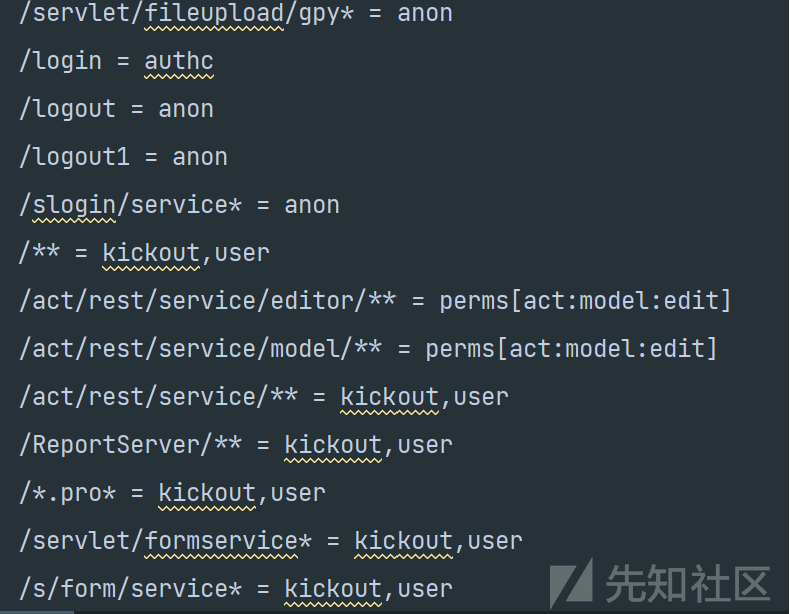 /servlet/fileupload/gpy* = anon
/login = authc
/logout = anon
/logout1 = anon
/slogin/service* = anon
/** = kickout,user
/act/rest/service/editor/** = perms[act:model:edit]
/act/rest/service/model/** = perms[act:model:edit]
/act/rest/service/** = kickout,user
/ReportServer/** = kickout,user
/*.pro* = kickout,user
/servlet/formservice* = kickout,user
/s/form/service* = kickout,user
先知社区